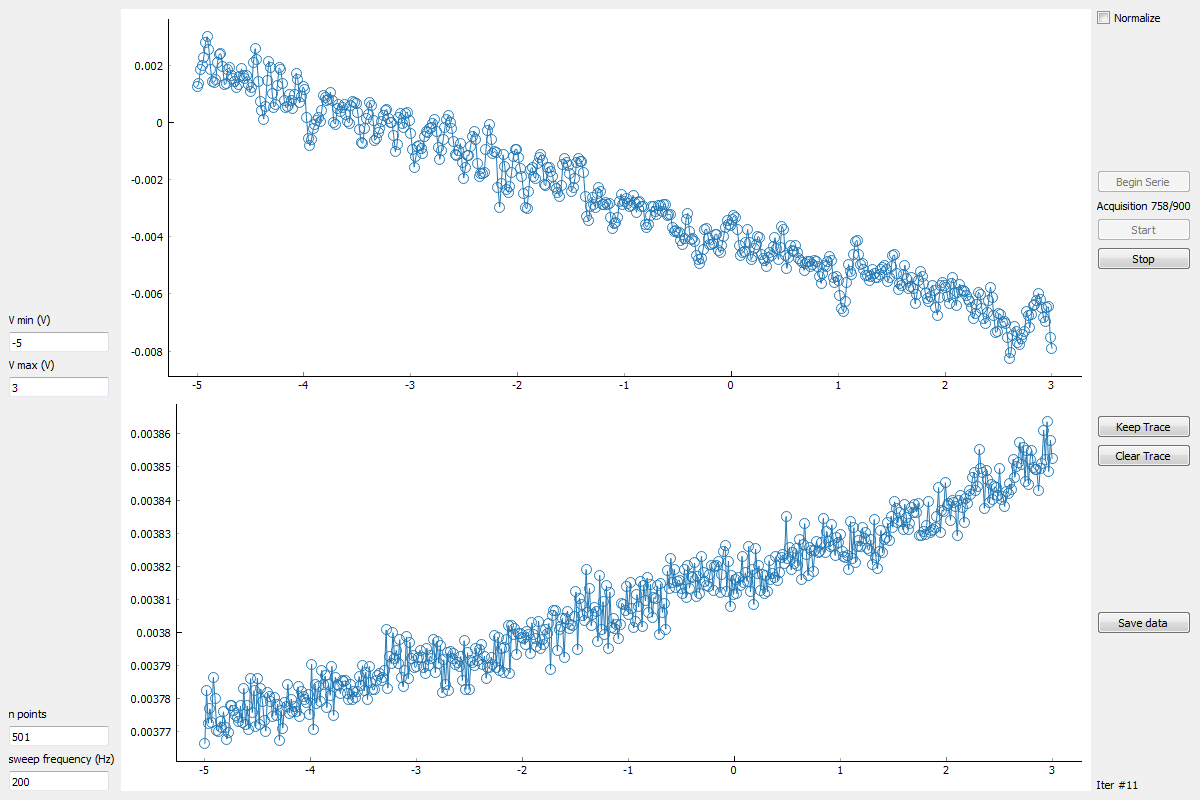 Normalize
0.002
0
-0.002
-0.004
-0.006
-0.008
-5
-4
-3
-2
-1
0
1
2
3
Begin Serie
Acquisition 758/900
Start
Stop
V min (V)
-5
V max (V)
3
0.00386
0.00385
0.00384
0.00383
0.00382
0.00381
0.0038
0.00379
0.00378
0.00377
-5
-4
-3
-2
-1
0
1
2
3
Keep Trace
Clear Trace
Save data
n points
501
sweep frequency (Hz)
200
Iter #11